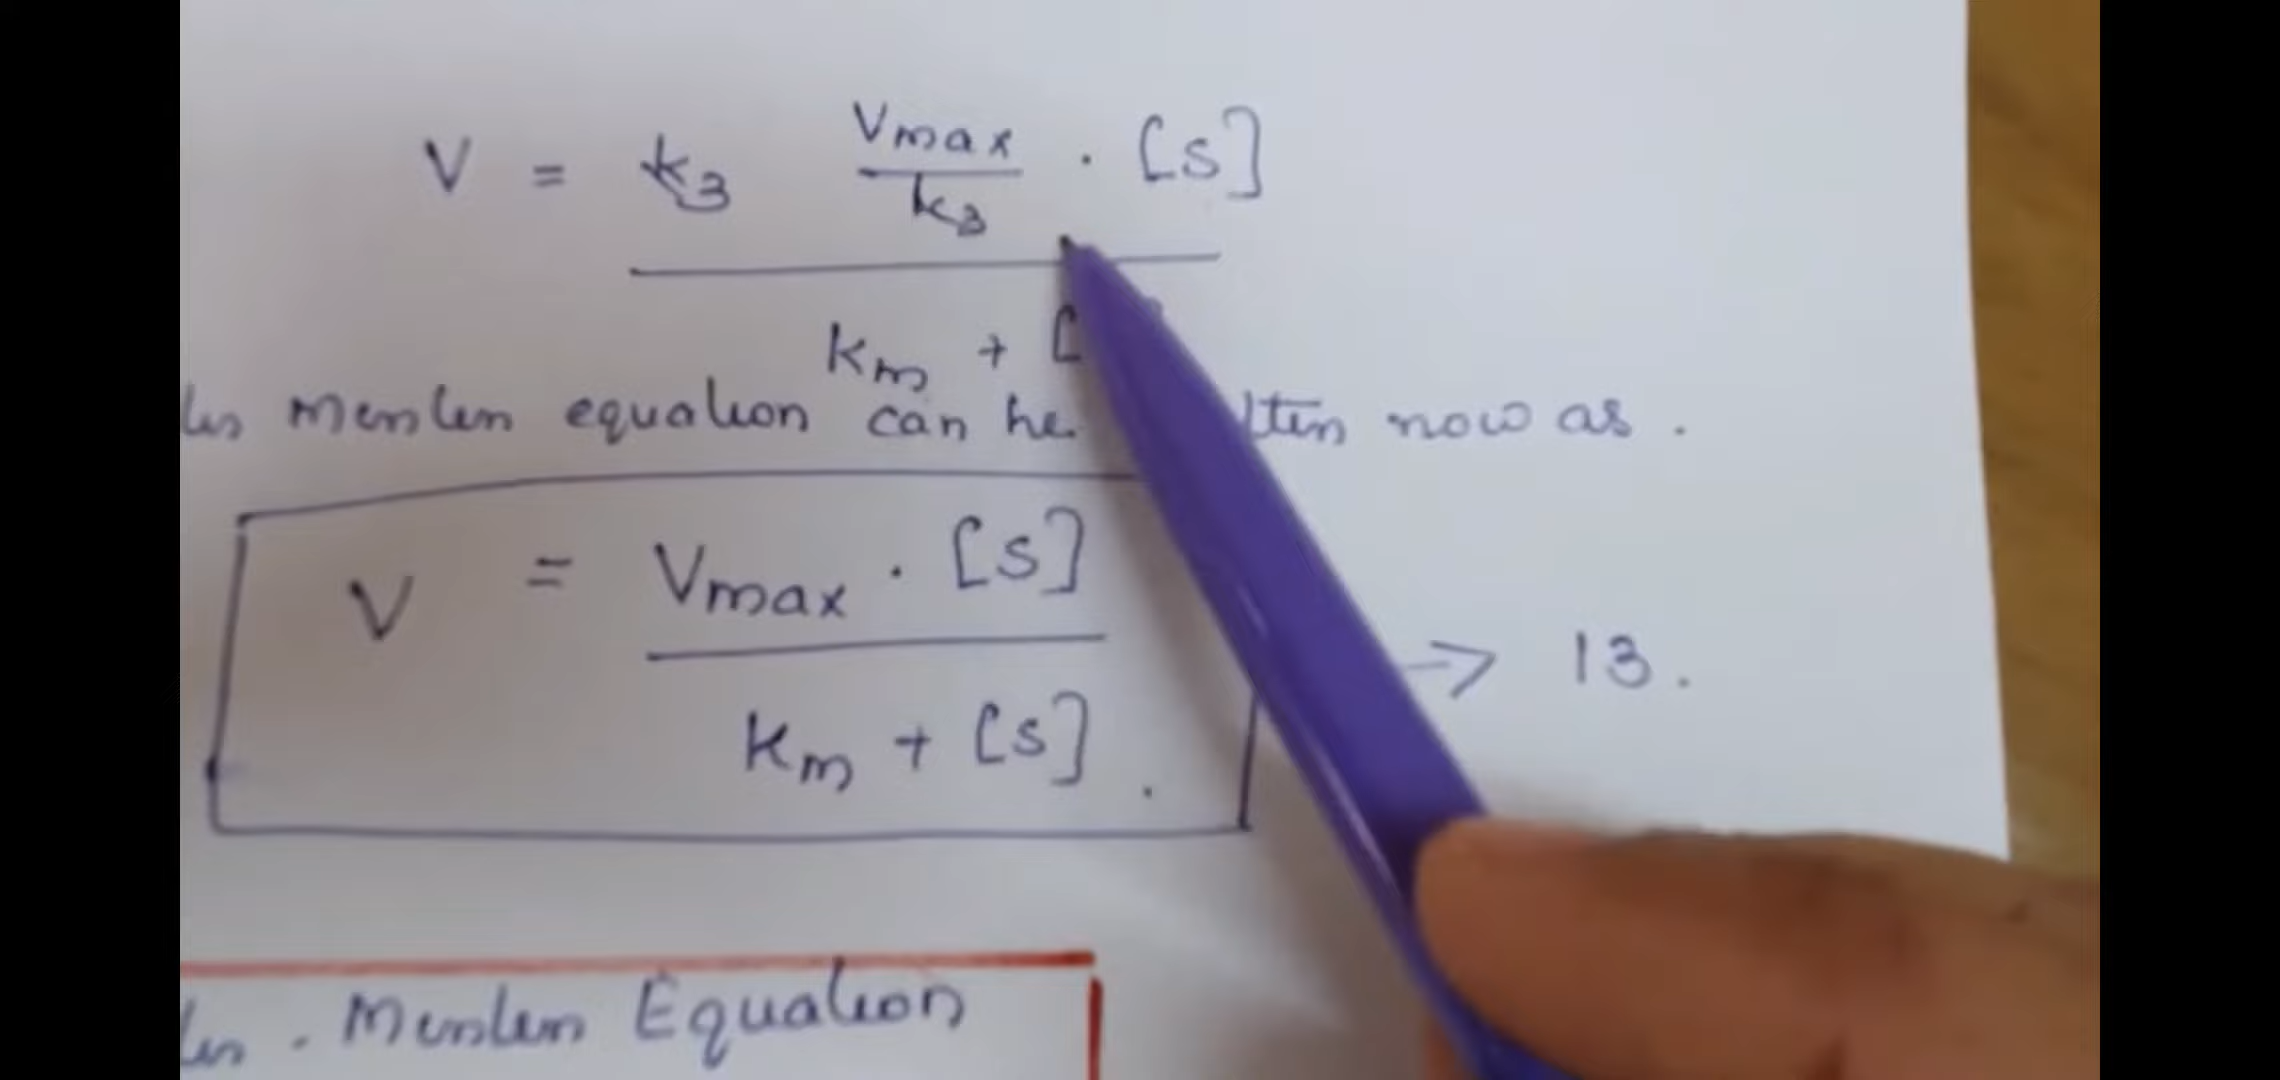 V = k3 Vmax/k3 · [S]
km + [
menten equation can be now as .
V = Vmax · [S]
km + [S] .
→ 13.
. Menten Equation